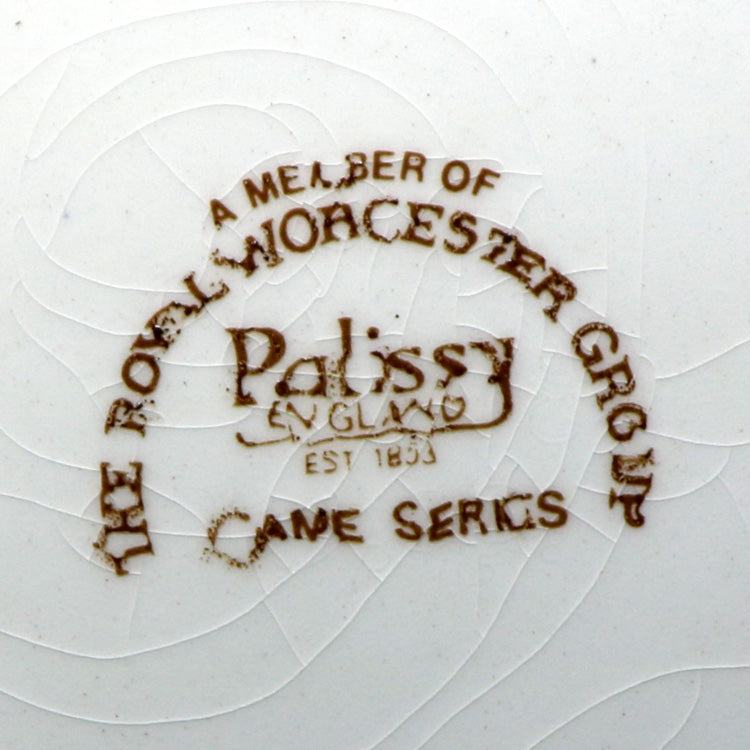 A MEMBER OF
THE ROYAL WORCESTER GROUP
Palissy
ENGLAND
EST 1853
GAME SERIES